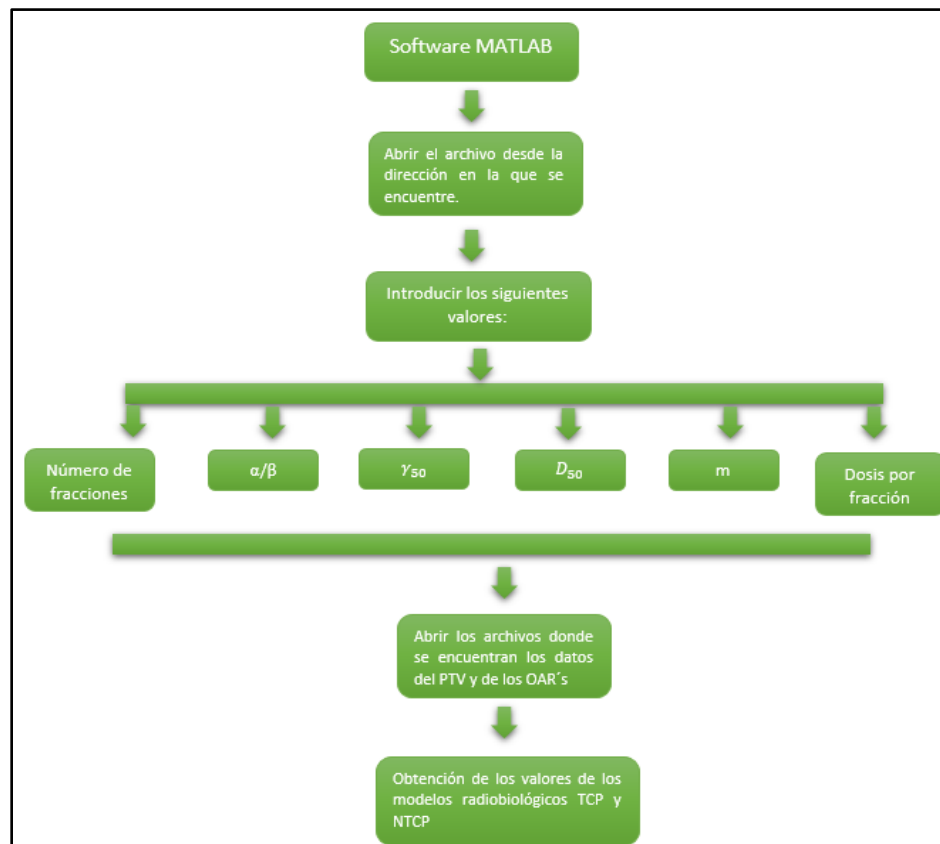 Software MATLAB
Abrir el archivo desde la
dirección en la que se
encuentre.
Introducir los siguientes
valores:
Número de
fracciones
α/β
γ₅₀
D₅₀
m
Dosis por
fracción
Abrir los archivos donde
se encuentran los datos
del PTV y de los OAR´s
Obtención de los valores de los
modelos radiobiológicos TCP y
NTCP